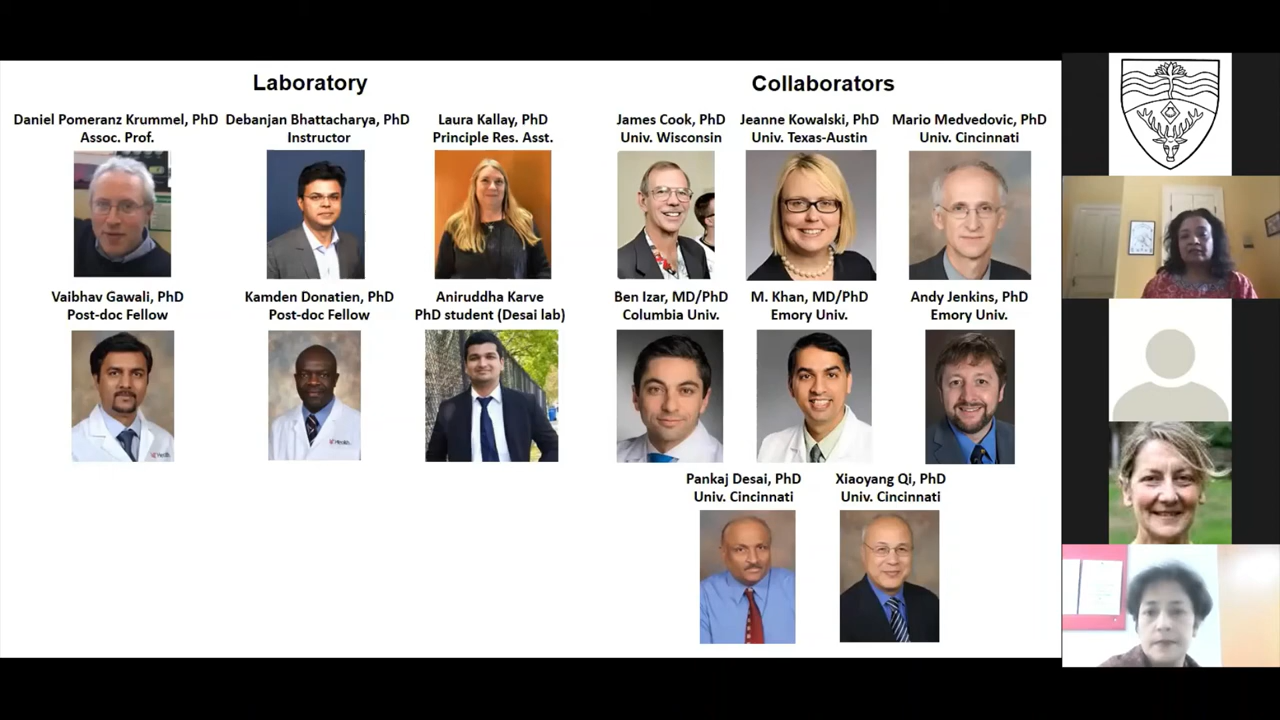 Laboratory
Daniel Pomeranz Krummel, PhD
Assoc. Prof.
Debanjan Bhattacharya, PhD
Instructor
Laura Kallay, PhD
Principle Res. Asst.
Vaibhav Gawali, PhD
Post-doc Fellow
Kamden Donatien, PhD
Post-doc Fellow
Aniruddha Karve
PhD student (Desai lab)
Collaborators
James Cook, PhD
Univ. Wisconsin
Jeanne Kowalski, PhD
Univ. Texas-Austin
Mario Medvedovic, PhD
Univ. Cincinnati
Ben Izar, MD/PhD
Columbia Univ.
M. Khan, MD/PhD
Emory Univ.
Andy Jenkins, PhD
Emory Univ.
Pankaj Desai, PhD
Univ. Cincinnati
Xiaoyang Qi, PhD
Univ. Cincinnati